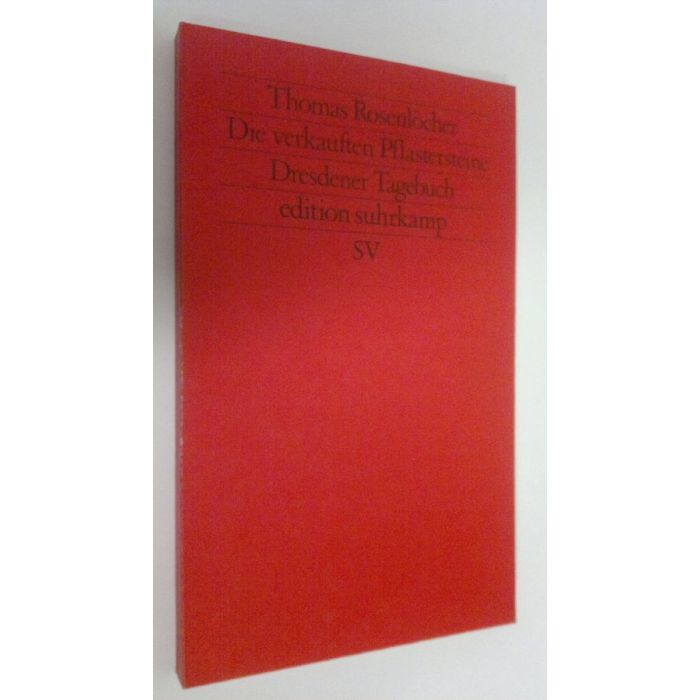 Thomas Rosenlöcher
Die verkauften Pflastersteine
Dresdener Tagebuch
edition suhrkamp
SV